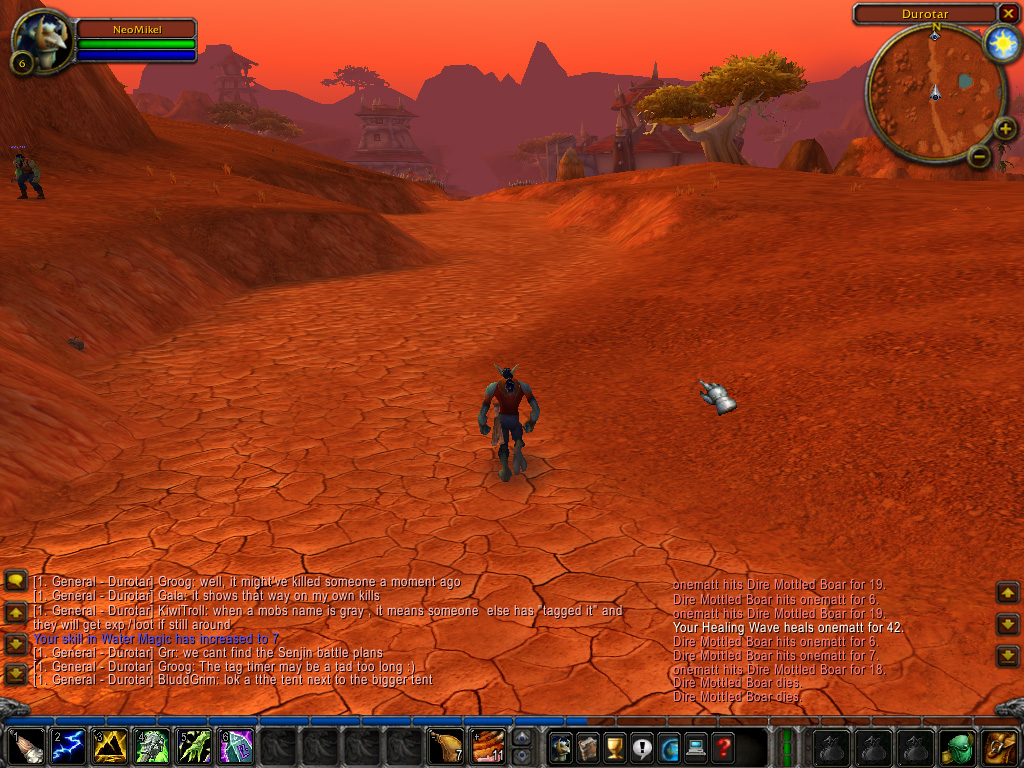 NeoMikel
6
Durotar
N
[1. General - Durotar] Groog: well, it might've killed someone a moment ago
[1. General - Durotar] Gala: it shows that way on my own kills
[1. General - Durotar] KiwiTroll: when a mobs name is gray , it means someone  else has "tagged it" and
they will get exp/loot if still around
Your skill in Water Magic has increased to 7
[1. General - Durotar] Grr: we cant find the Senjin battle plans
[1. General - Durotar] Groog: The tag timer may be a tad too long :)
[1. General - Durotar] BluddGrim: lok a tthe tent next to the bigger tent
onematt hits Dire Mottled Boar for 19.
Dire Mottled Boar hits onematt for 6.
onematt hits Dire Mottled Boar for 19.
Your Healing Wave heals onematt for 42.
Dire Mottled Boar hits onematt for 6.
Dire Mottled Boar hits onematt for 7.
onematt hits Dire Mottled Boar for 18.
Dire Mottled Boar dies.
Dire Mottled Boar dies.
1 2 3 4 5 6 7 11